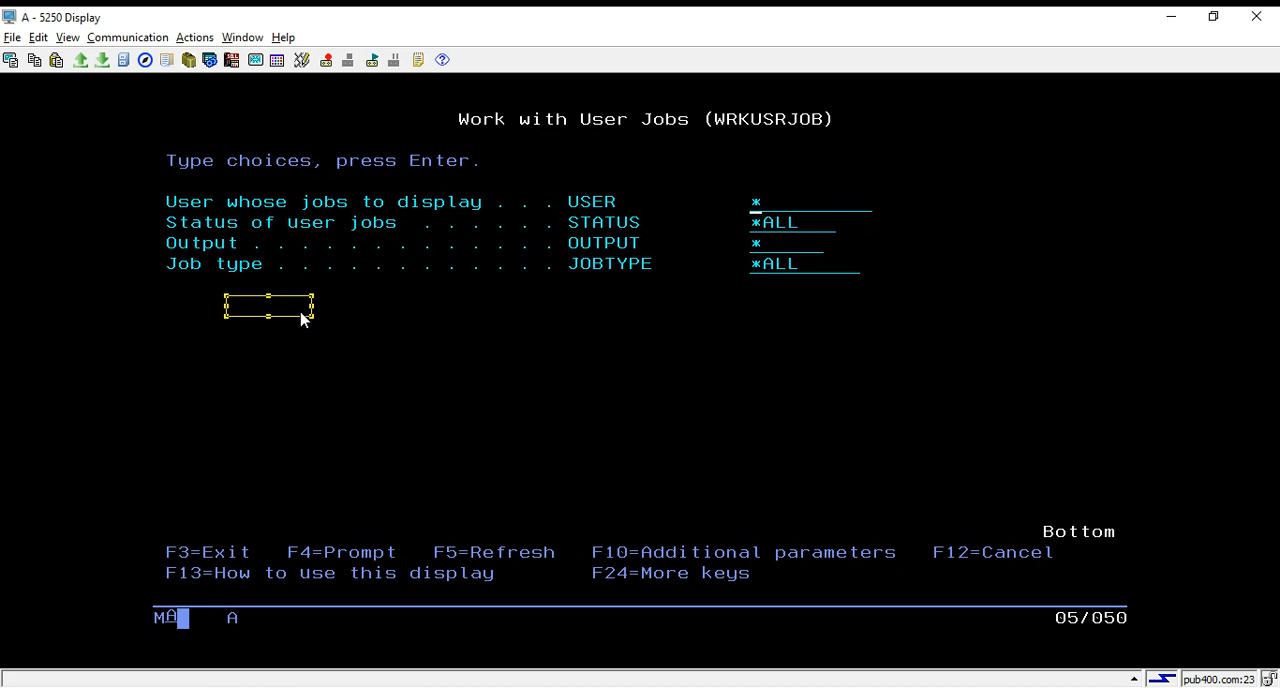 A - 5250 Display
File Edit View Communication Actions Window Help
Work with User Jobs (WRKUSRJOB)
Type choices, press Enter.
User whose jobs to display . . . USER *
Status of user jobs . . . . . . STATUS *ALL
Output . . . . . . . . . . . . . OUTPUT *
Job type . . . . . . . . . . . . JOBTYPE *ALL
Bottom
F3=Exit F4=Prompt F5=Refresh F10=Additional parameters F12=Cancel
F13=How to use this display F24=More keys
MA A 05/050
pub400.com:23